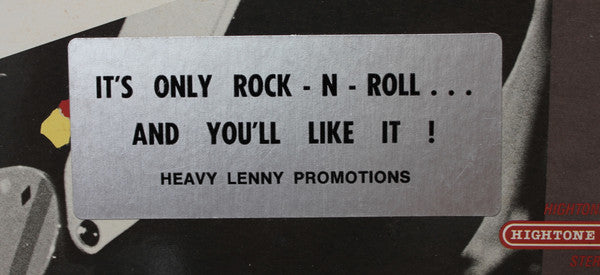 IT'S ONLY ROCK - N - ROLL . . .
AND YOU'LL LIKE IT !
HEAVY LENNY PROMOTIONS
HIGHTONE